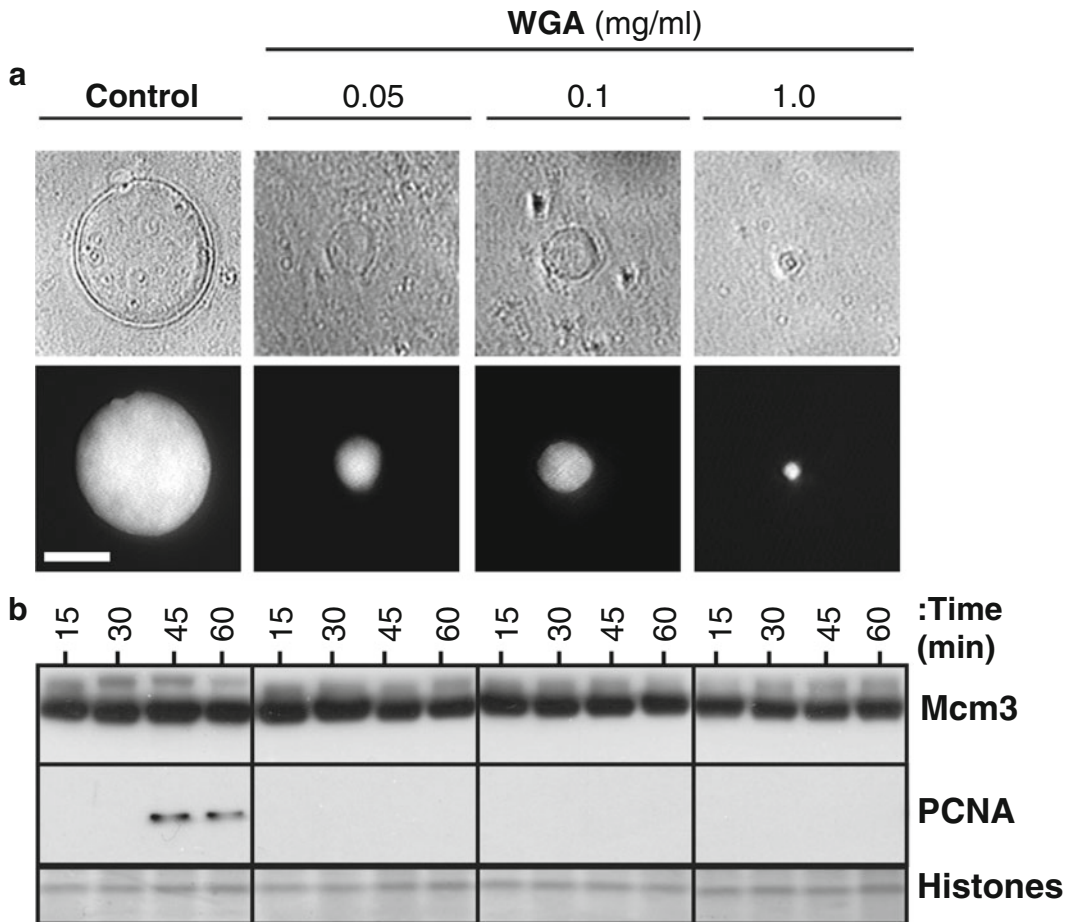 WGA (mg/ml)
a
Control 0.05 0.1 1.0
b 15 30 45 60 15 30 45 60 15 30 45 60 15 30 45 60 :Time
(min)
Mcm3
PCNA
Histones